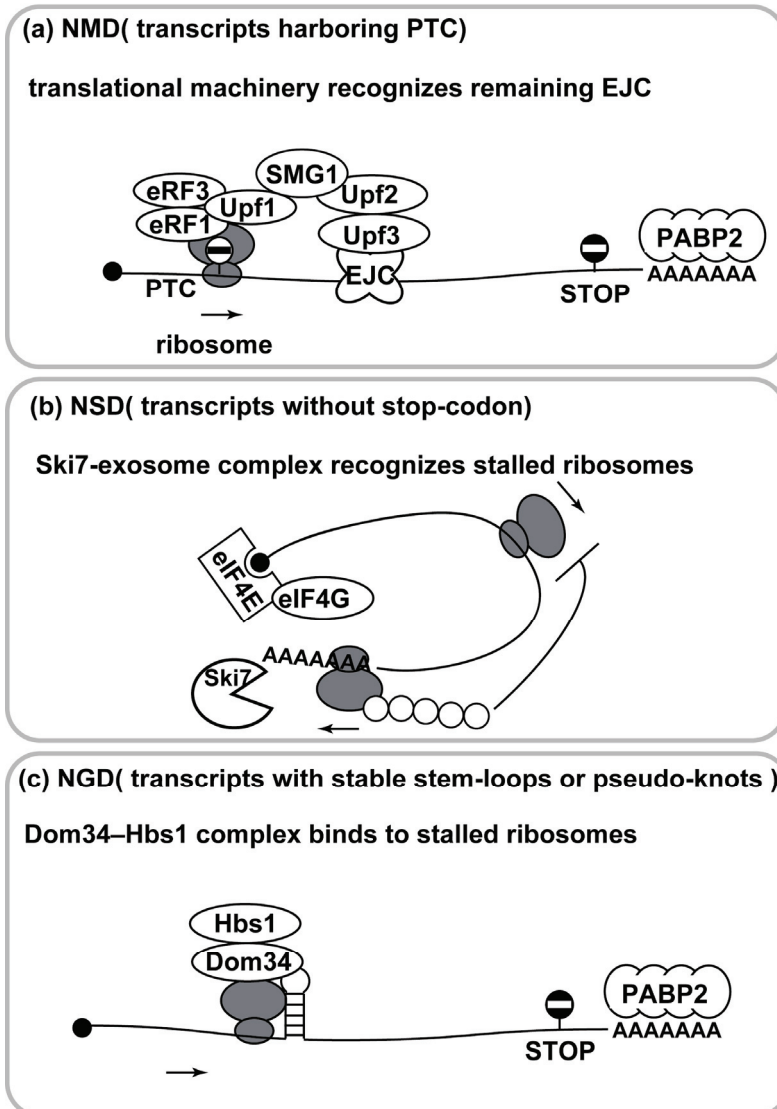 (a) NMD( transcripts harboring PTC)
translational machinery recognizes remaining EJC
SMG1
eRF3
Upf1
Upf2
eRF1
Upf3
PABP2
EJC
PTC
STOP
AAAAAAA
ribosome
(b) NSD( transcripts without stop-codon)
Ski7-exosome complex recognizes stalled ribosomes
eIF4E
eIF4G
AAAAAAA
Ski7
(c) NGD( transcripts with stable stem-loops or pseudo-knots )
Dom34–Hbs1 complex binds to stalled ribosomes
Hbs1
Dom34
PABP2
STOP
AAAAAAA